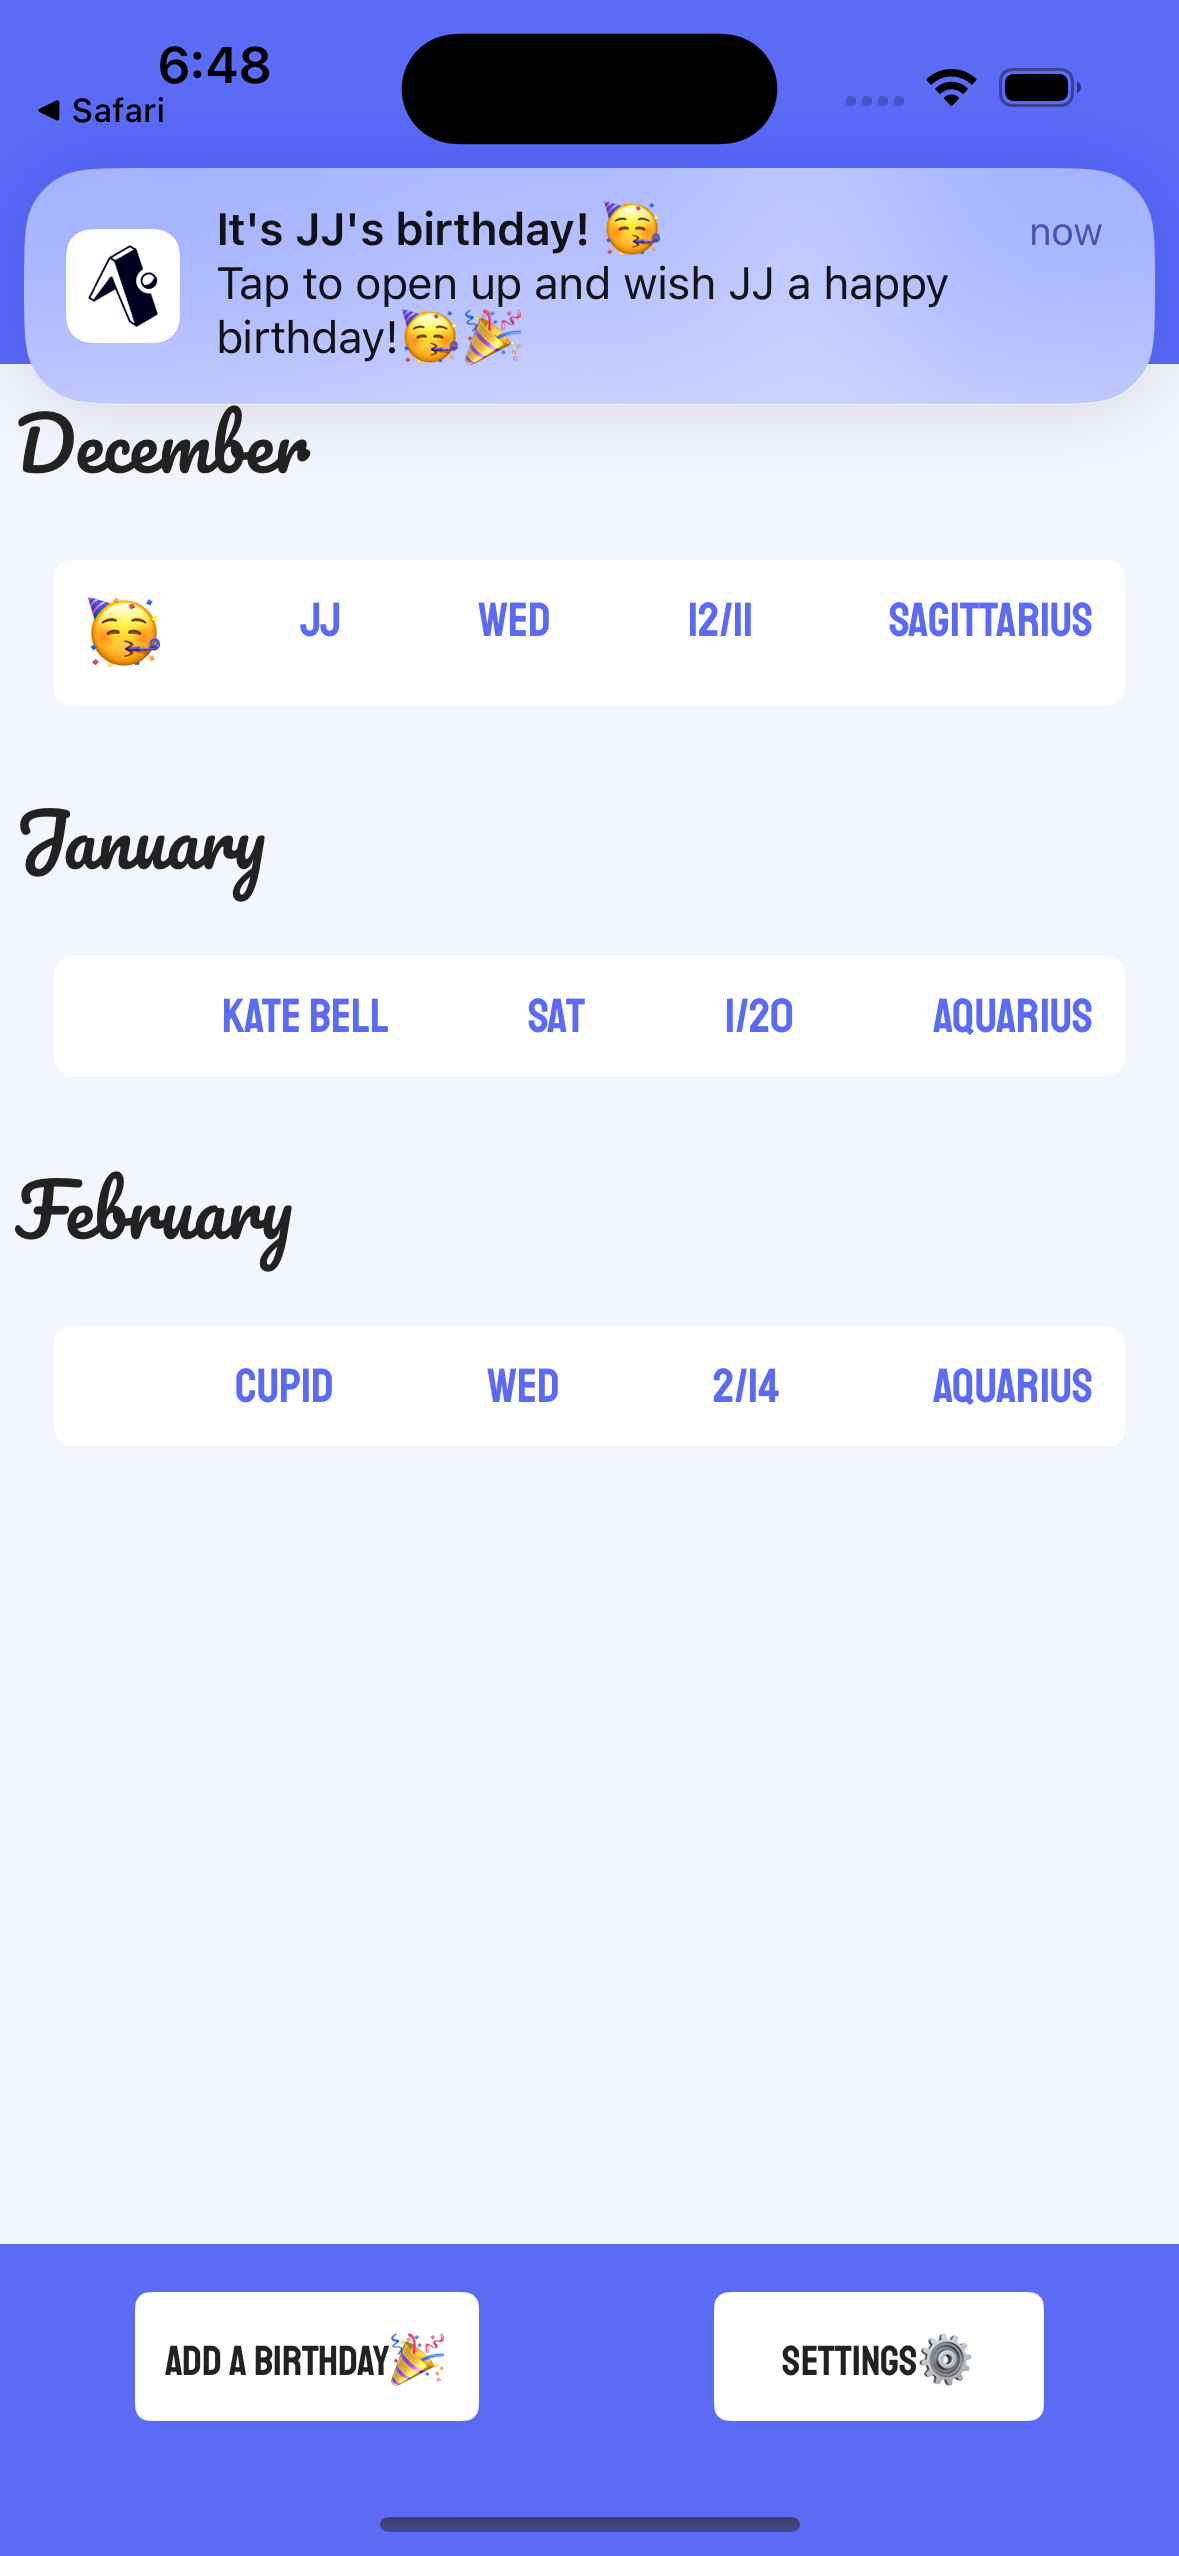 6:48
Safari
It's JJ's birthday! 🥳
now
Tap to open up and wish JJ a happy
birthday!🥳🎉
December
🥳 JJ WED 12/11 SAGITTARIUS
January
KATE BELL SAT 1/20 AQUARIUS
February
CUPID WED 2/14 AQUARIUS
ADD A BIRTHDAY🎉 SETTINGS⚙️